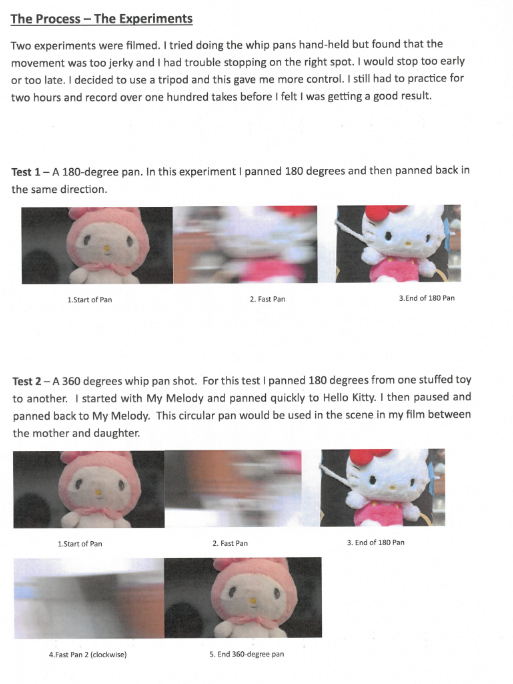 The Process – The Experiments
Two experiments were filmed. I tried doing the whip pans hand-held but found that the
movement was too jerky and I had trouble stopping on the right spot. I would stop too early
or too late. I decided to use a tripod and this gave me more control. I still had to practice for
two hours and record over one hundred takes before I felt I was getting a good result.
Test 1 – A 180-degree pan. In this experiment I panned 180 degrees and then panned back in
the same direction.
1.Start of Pan
2. Fast Pan
3.End of 180 Pan
Test 2 – A 360 degrees whip pan shot. For this test I panned 180 degrees from one stuffed toy
to another. I started with My Melody and panned quickly to Hello Kitty. I then paused and
panned back to My Melody. This circular pan would be used in the scene in my film between
the mother and daughter.
1.Start of Pan
2. Fast Pan
3. End of 180 Pan
4.Fast Pan 2 (clockwise)
5. End 360-degree pan